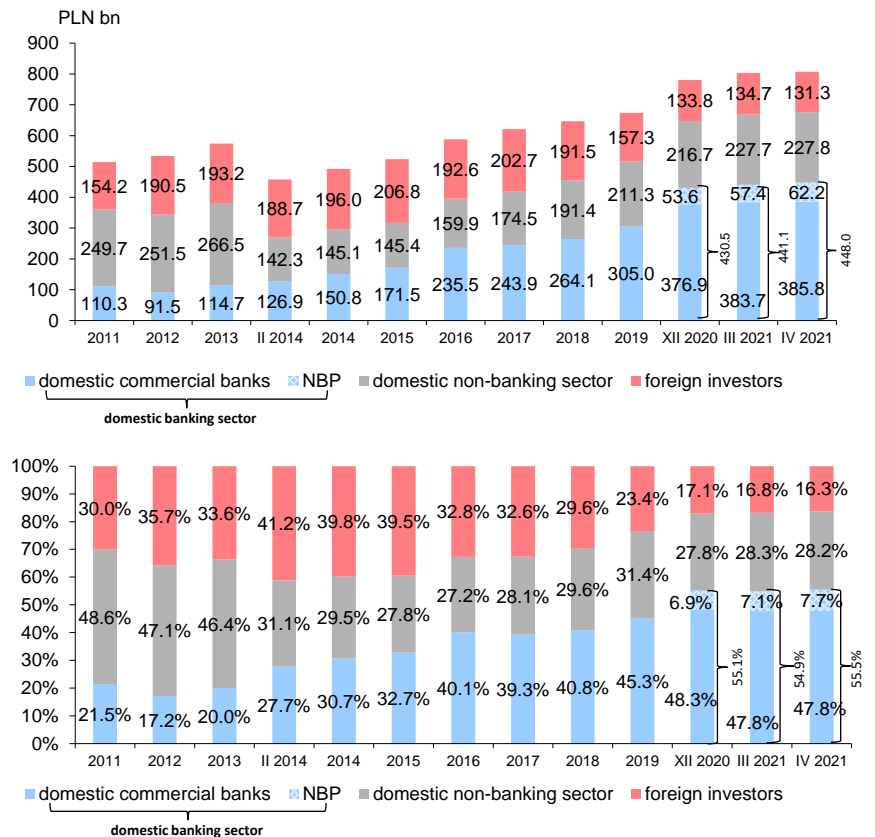 PLN bn
900
800
700
600
500
400
300
200
100
0
154.2 190.5 193.2 188.7 196.0 206.8 192.6 202.7 191.5 157.3 133.8 134.7 131.3
249.7 251.5 266.5 142.3 145.1 145.4 159.9 174.5 191.4 211.3 216.7 227.7 227.8
53.6 57.4 62.2
110.3 91.5 114.7 126.9 150.8 171.5 235.5 243.9 264.1 305.0 376.9 383.7 385.8
430.5 441.1 448.0
2011 2012 2013 II 2014 2014 2015 2016 2017 2018 2019 XII 2020 III 2021 IV 2021
domestic commercial banks NBP domestic non-banking sector foreign investors
domestic banking sector
100%
90%
80%
70%
60%
50%
40%
30%
20%
10%
0%
30.0% 35.7% 33.6% 41.2% 39.8% 39.5% 32.8% 32.6% 29.6% 23.4% 17.1% 16.8% 16.3%
48.6% 47.1% 46.4% 31.1% 29.5% 27.8% 27.2% 28.1% 29.6% 31.4% 27.8% 28.3% 28.2%
6.9% 7.1% 7.7%
21.5% 17.2% 20.0% 27.7% 30.7% 32.7% 40.1% 39.3% 40.8% 45.3% 48.3% 47.8% 47.8%
55.1% 54.9% 55.5%
2011 2012 2013 II 2014 2014 2015 2016 2017 2018 2019 XII 2020 III 2021 IV 2021
domestic commercial banks NBP domestic non-banking sector foreign investors
domestic banking sector